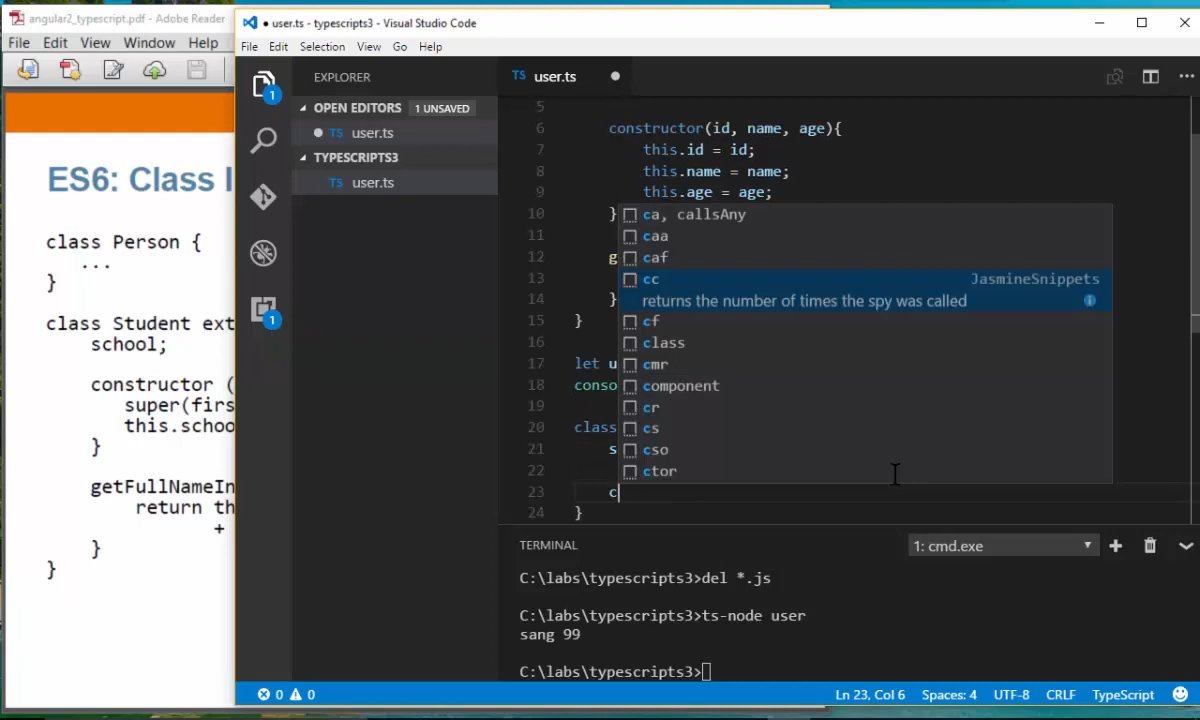 angular2_typescript.pdf - Adobe Reader
File Edit View Window Help
ES6: Class I
class Person {
...
}
class Student ext
school;
constructor (
super(firs
this.schoo
}
getFullNameIn
return th
+
}
}
● user.ts - typescripts3 - Visual Studio Code
File Edit Selection View Go Help
1
1
EXPLORER
OPEN EDITORS 1 UNSAVED
TS user.ts
TYPESCRIPTS3
TS user.ts
TS user.ts
5
6 constructor(id, name, age){
7 this.id = id;
8 this.name = name;
9 this.age = age;
10 }
11
12 g
13
14 }
15 }
16
17 let u
18 conso
19
20 class
21 s
22
23 c
24 }
ca, callsAny
caa
caf
cc JasmineSnippets
returns the number of times the spy was called
cf
class
cmr
component
cr
cs
cso
ctor
TERMINAL 1: cmd.exe
C:\labs\typescripts3>del *.js
C:\labs\typescripts3>ts-node user
sang 99
C:\labs\typescripts3>
0 0 Ln 23, Col 6 Spaces: 4 UTF-8 CRLF TypeScript